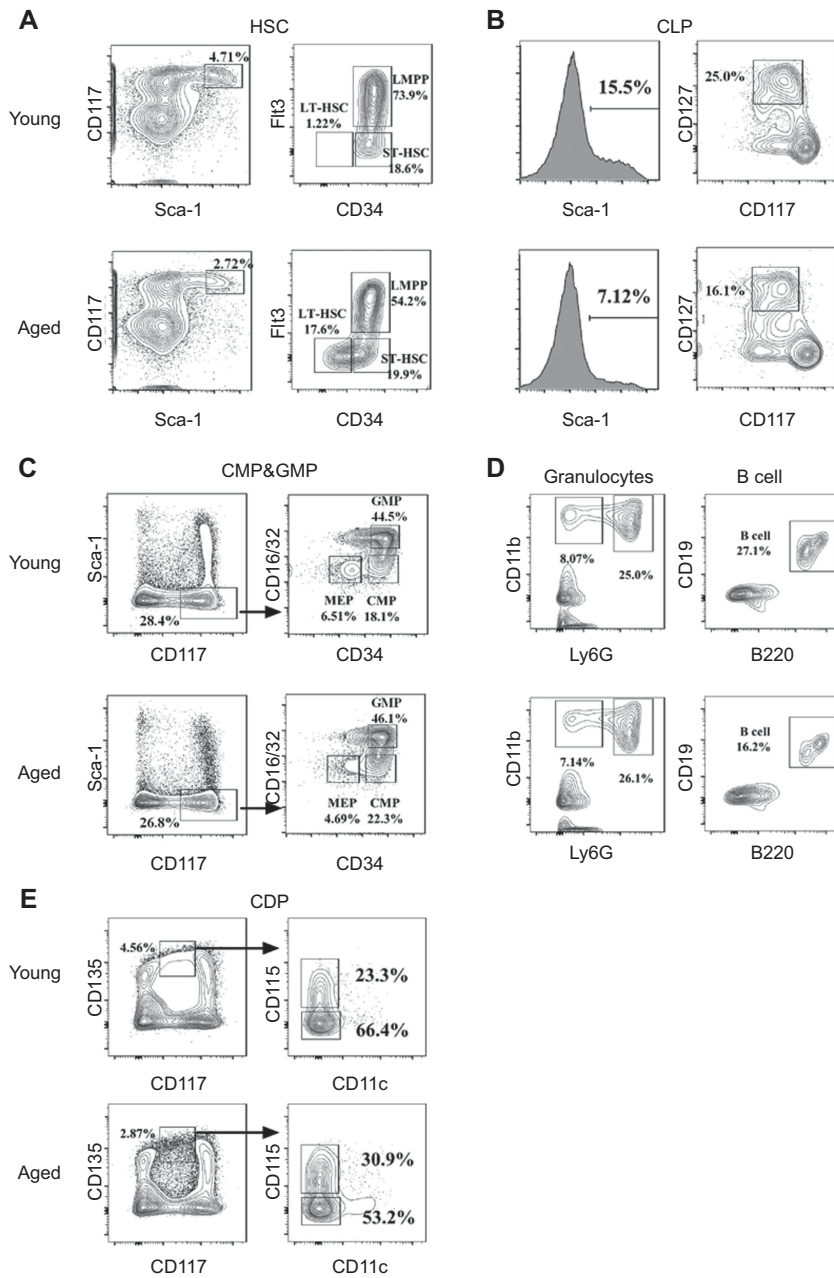 A
HSC
B
CLP
Young
CD117
4.71%
Sca-1
Flt3
LMPP
73.9%
LT-HSC
1.22%
ST-HSC
18.6%
CD34
15.5%
Sca-1
CD127
25.0%
CD117
Aged
CD117
2.72%
Sca-1
Flt3
LMPP
54.2%
LT-HSC
17.6%
ST-HSC
19.9%
CD34
7.12%
Sca-1
CD127
16.1%
CD117
C
CMP&GMP
D
Granulocytes
B cell
Young
Sca-1
28.4%
CD117
CD16/32
GMP
44.5%
MEP
6.51%
CMP
18.1%
CD34
CD11b
8.07%
25.0%
Ly6G
CD19
B cell
27.1%
B220
Aged
Sca-1
26.8%
CD117
CD16/32
GMP
46.1%
MEP
4.69%
CMP
22.3%
CD34
CD11b
7.14%
26.1%
Ly6G
CD19
B cell
16.2%
B220
E
CDP
Young
CD135
4.56%
CD117
CD115
23.3%
66.4%
CD11c
Aged
CD135
2.87%
CD117
CD115
30.9%
53.2%
CD11c